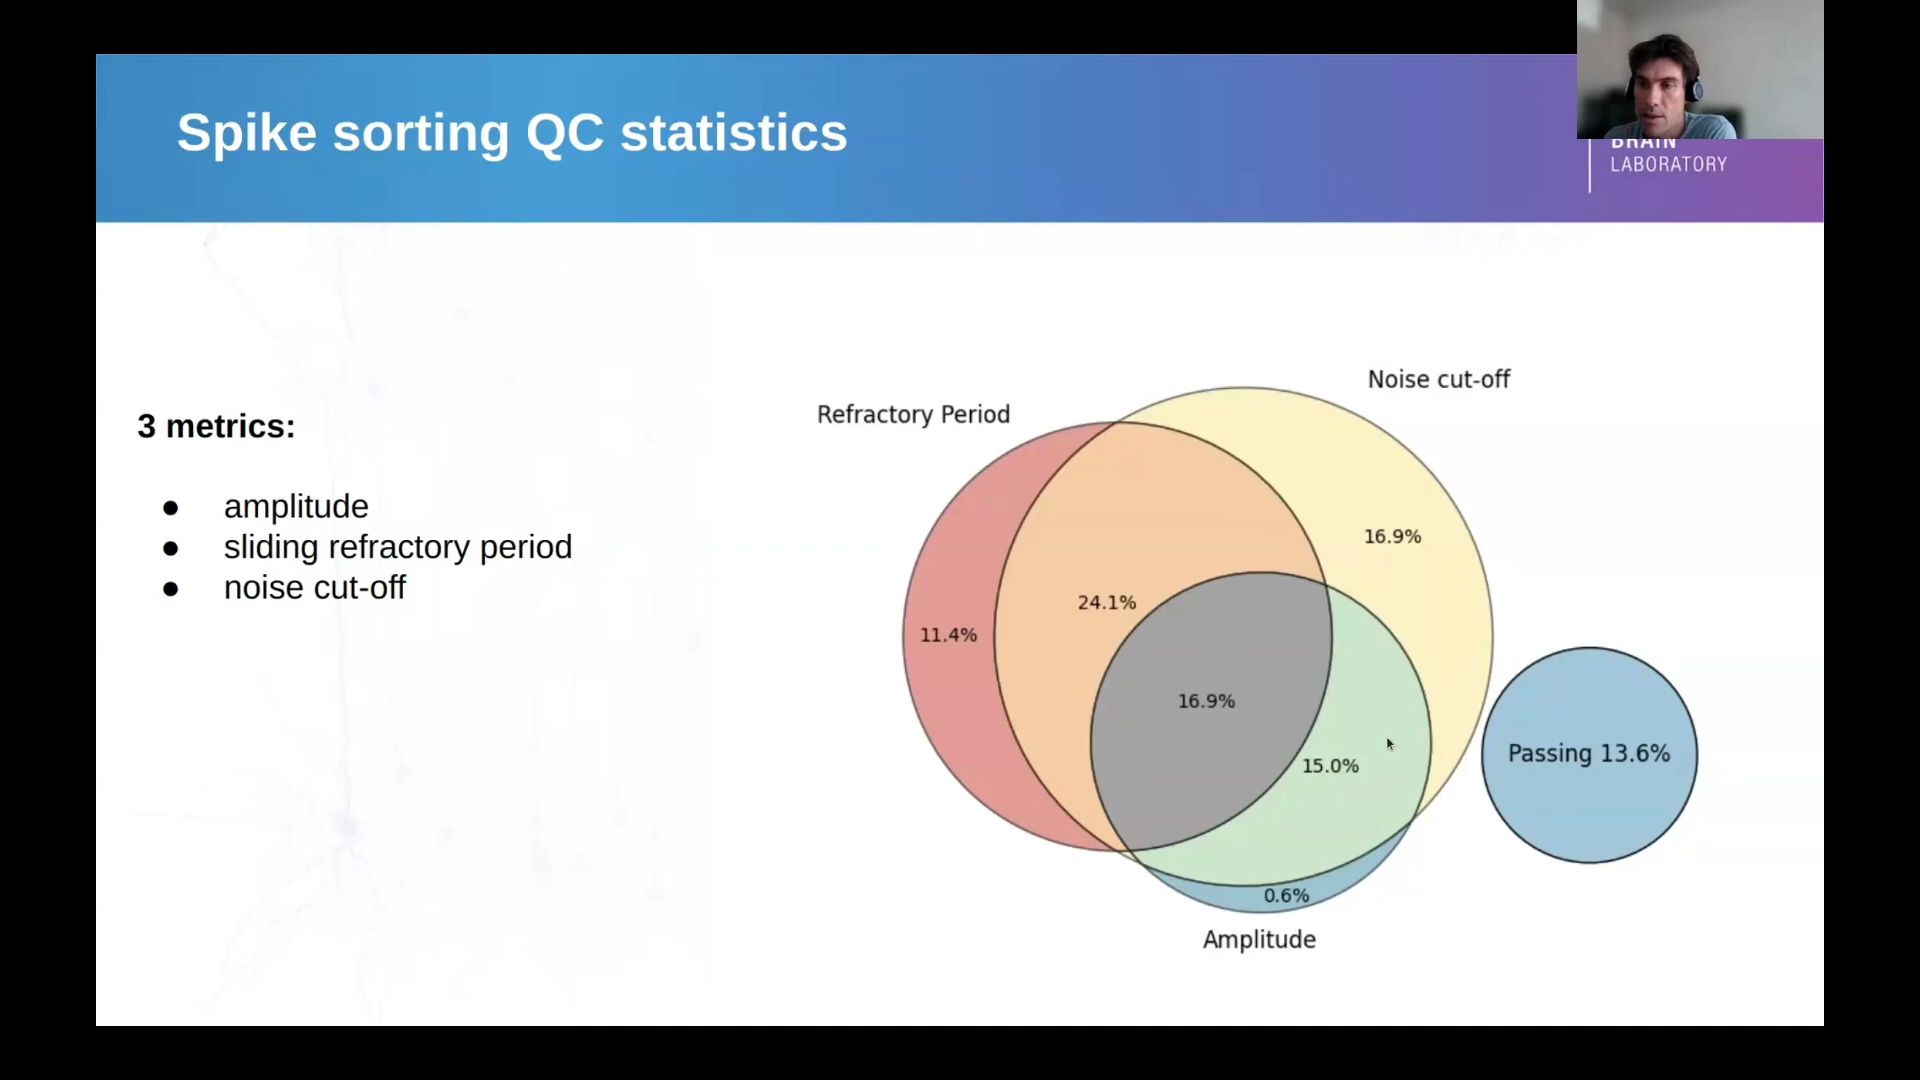 Spike sorting QC statistics
BRAIN
LABORATORY
3 metrics:
● amplitude
● sliding refractory period
● noise cut-off
Noise cut-off
Refractory Period
16.9%
24.1%
11.4%
16.9%
15.0%
Passing 13.6%
0.6%
Amplitude